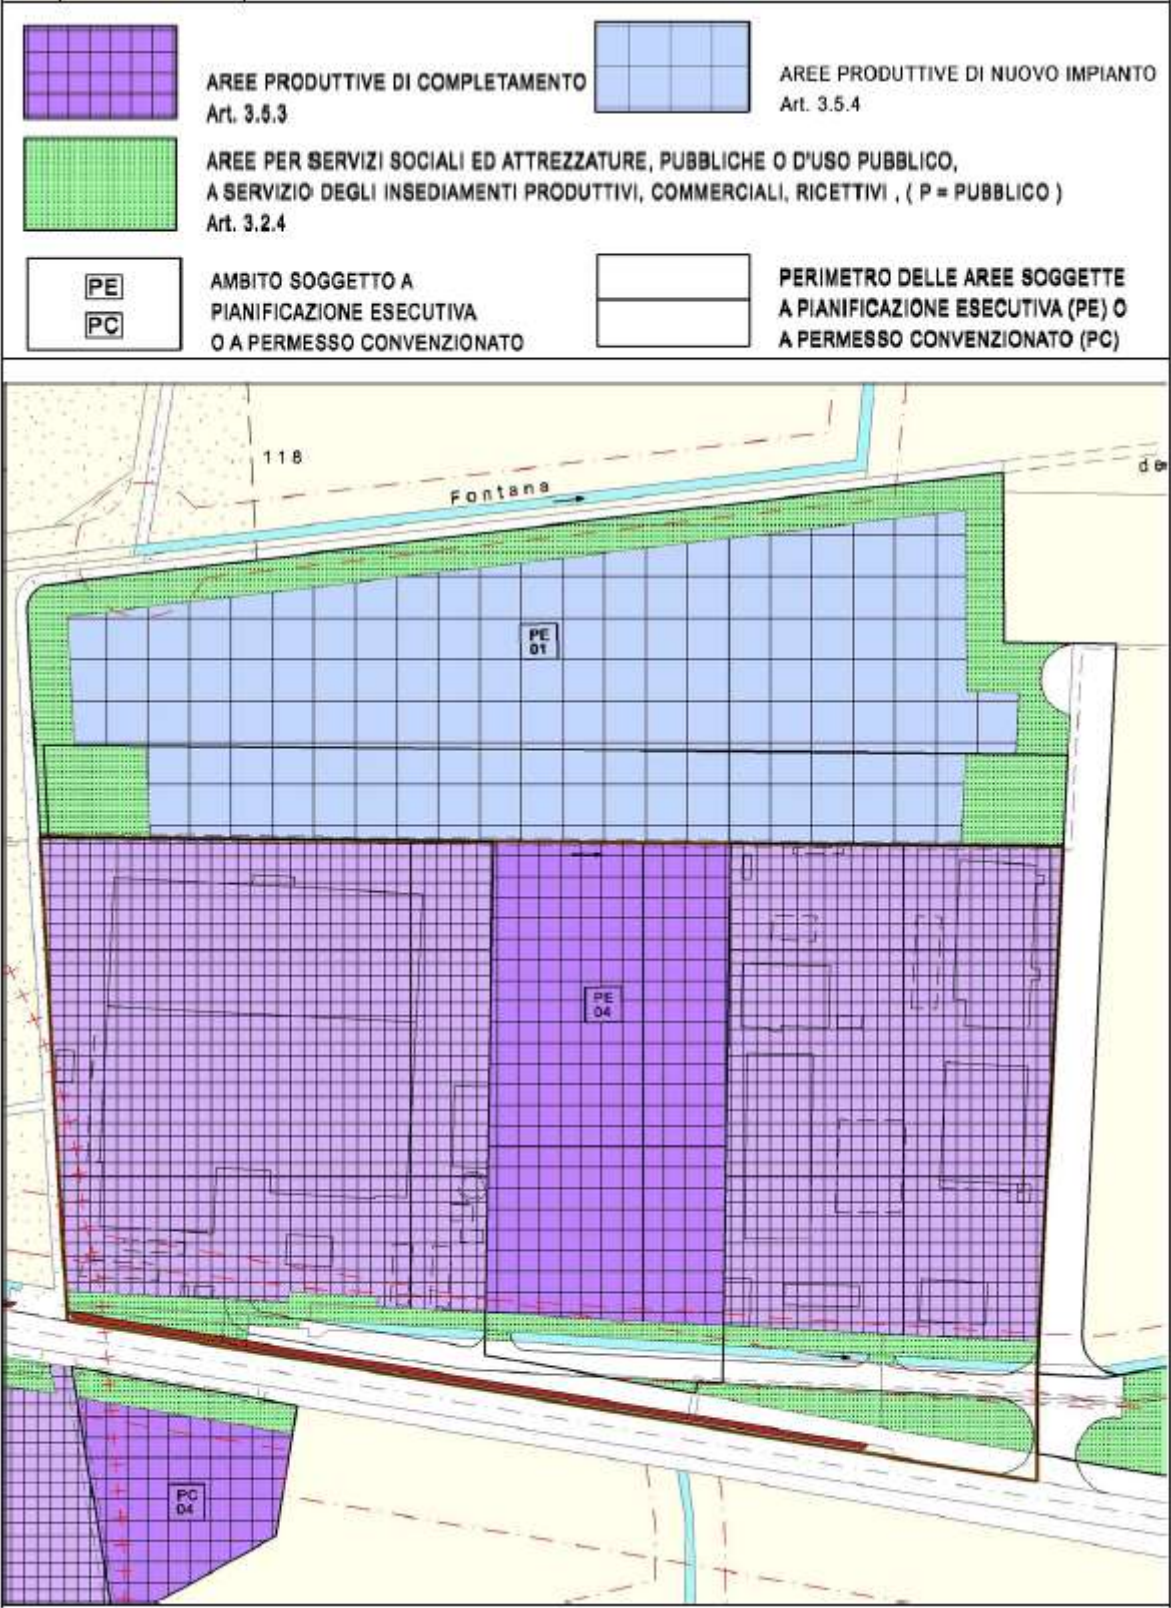 AREE PRODUTTIVE DI COMPLETAMENTO
Art. 3.5.3
AREE PRODUTTIVE DI NUOVO IMPIANTO
Art. 3.5.4
AREE PER SERVIZI SOCIALI ED ATTREZZATURE, PUBBLICHE O D'USO PUBBLICO,
A SERVIZIO DEGLI INSEDIAMENTI PRODUTTIVI, COMMERCIALI, RICETTIVI , ( P = PUBBLICO )
Art. 3.2.4
PE
PC
AMBITO SOGGETTO A
PIANIFICAZIONE ESECUTIVA
O A PERMESSO CONVENZIONATO
PERIMETRO DELLE AREE SOGGETTE
A PIANIFICAZIONE ESECUTIVA (PE) O
A PERMESSO CONVENZIONATO (PC)
118
Fontana
de
PE
01
PE
04
PC
04